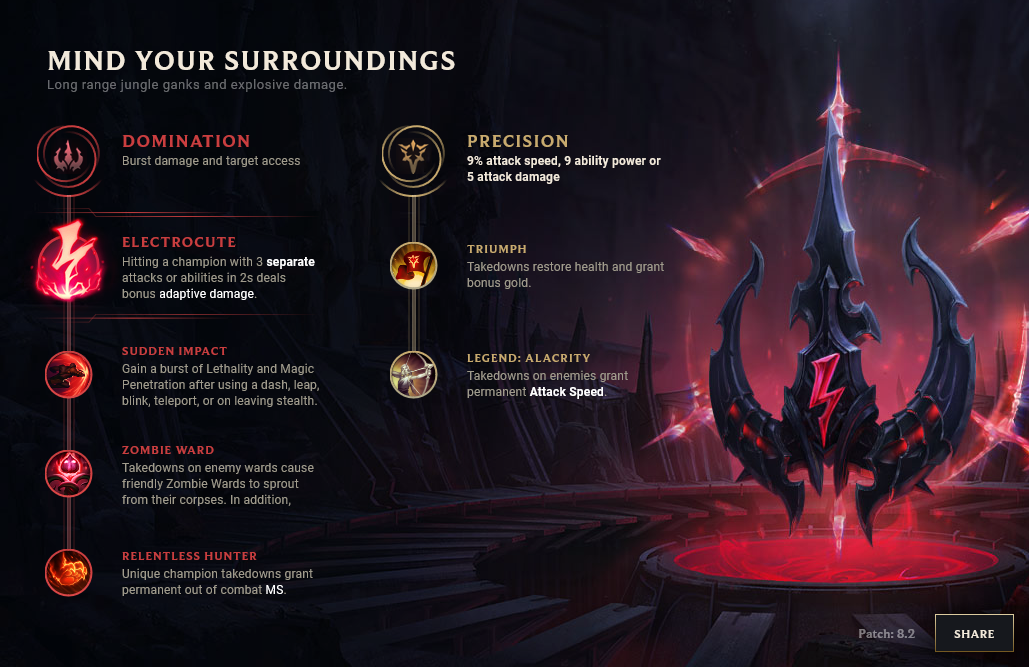 MIND YOUR SURROUNDINGS
Long range jungle ganks and explosive damage.
DOMINATION
Burst damage and target access
ELECTROCUTE
Hitting a champion with 3 separate
attacks or abilities in 2s deals
bonus adaptive damage.
SUDDEN IMPACT
Gain a burst of Lethality and Magic
Penetration after using a dash, leap,
blink, teleport, or on leaving stealth.
ZOMBIE WARD
Takedowns on enemy wards cause
friendly Zombie Wards to sprout
from their corpses. In addition,
RELENTLESS HUNTER
Unique champion takedowns grant
permanent out of combat MS.
PRECISION
9% attack speed, 9 ability power or
5 attack damage
TRIUMPH
Takedowns restore health and grant
bonus gold.
LEGEND: ALACRITY
Takedowns on enemies grant
permanent Attack Speed.
Patch: 8.2
SHARE